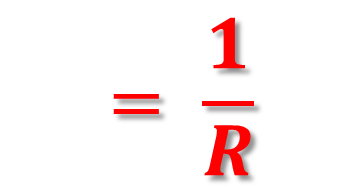 = 1/R